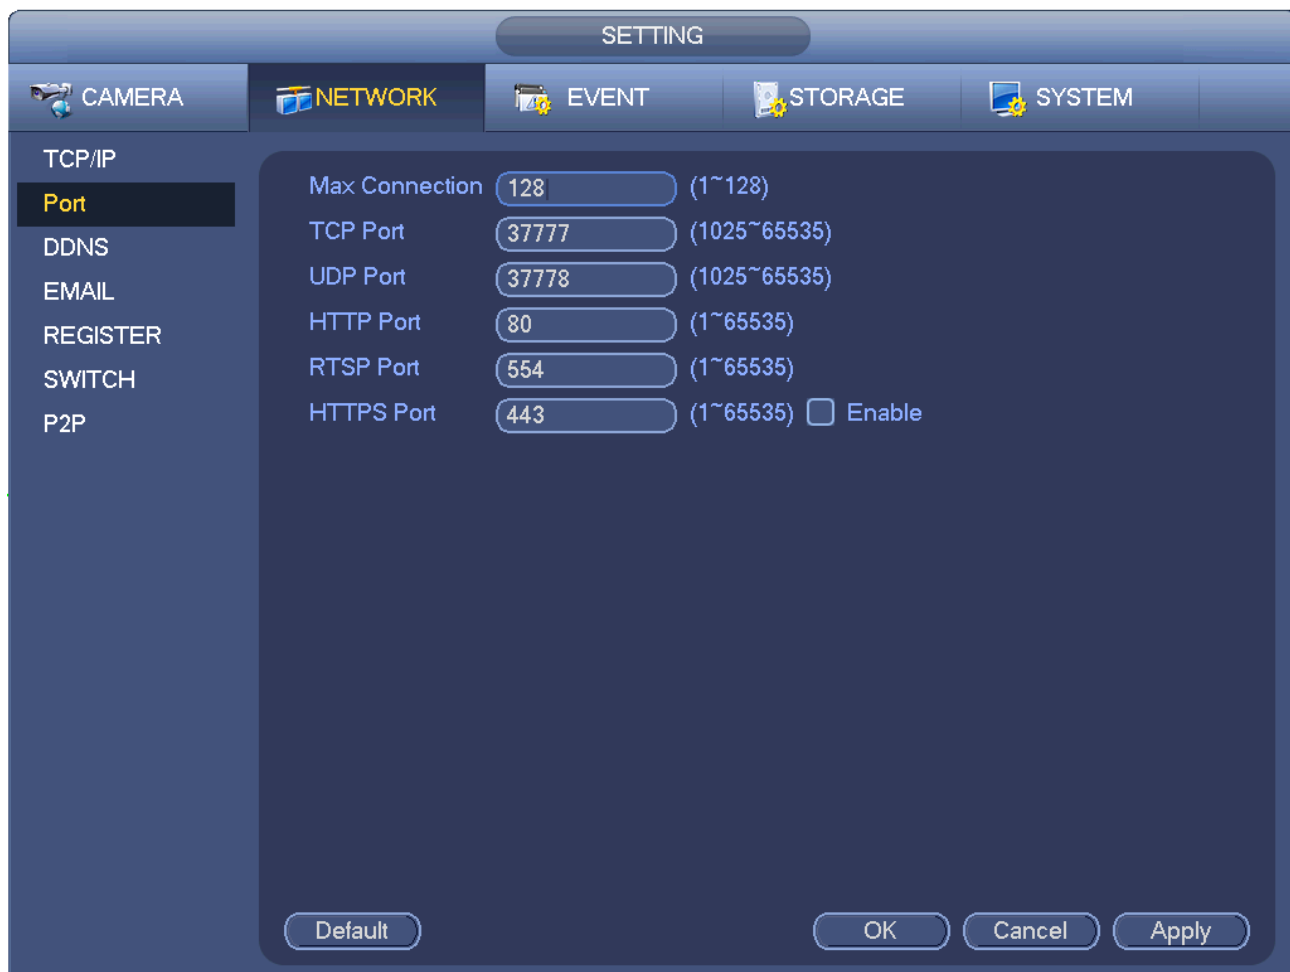 SETTING
CAMERA NETWORK EVENT STORAGE SYSTEM
TCP/IP
Port
DDNS
EMAIL
REGISTER
SWITCH
P2P
Max Connection 128 (1~128)
TCP Port 37777 (1025~65535)
UDP Port 37778 (1025~65535)
HTTP Port 80 (1~65535)
RTSP Port 554 (1~65535)
HTTPS Port 443 (1~65535) Enable
Default OK Cancel Apply